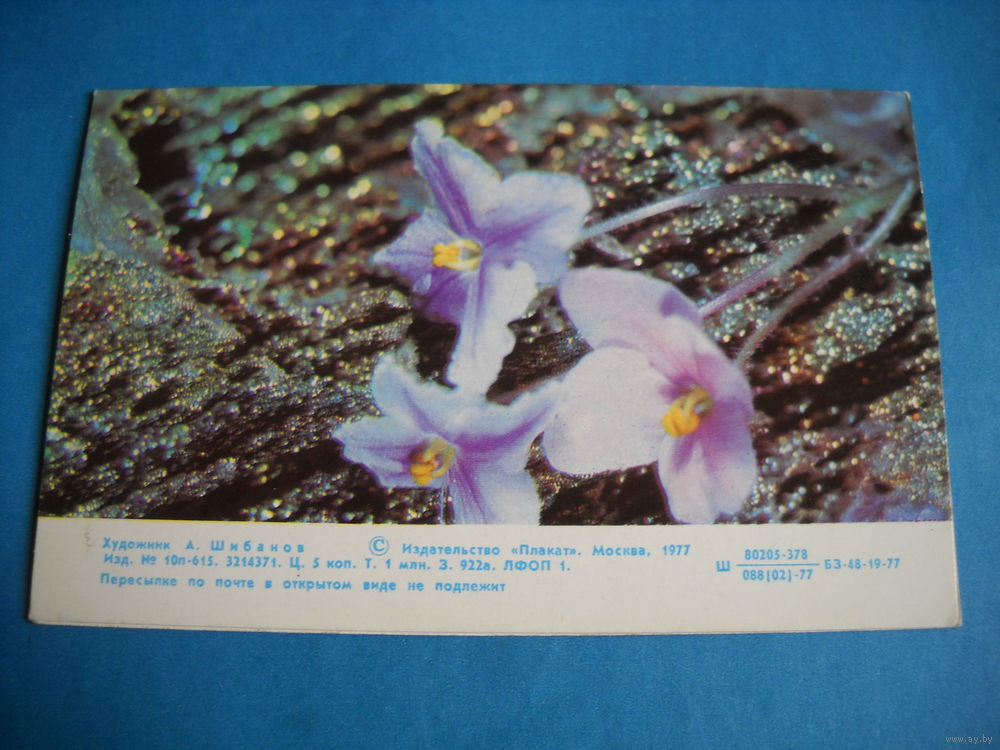 Художник А. Шибанов © Издательство «Плакат». Москва, 1977
Изд. № 10п-615. 3214371. Ц. 5 коп. Т. 1 млн. З. 922а. ЛФОП 1.
Пересылке по почте в открытом виде не подлежит
80205-378
Ш БЗ-48-19-77
088(02)-77
www.ay.by